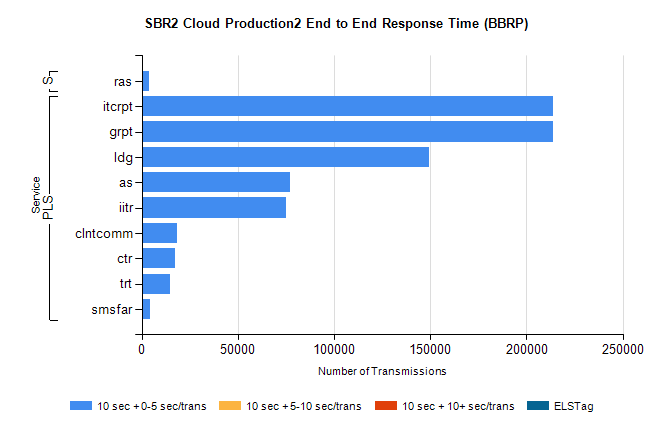 SBR2 Cloud Production2 End to End Response Time (BBRP)
S
ras
itcrpt
grpt
ldg
as
iitr
clntcomm
ctr
trt
smsfar
Service
PLS
0 50000 100000 150000 200000 250000
Number of Transmissions
10 sec +0-5 sec/trans 10 sec +5-10 sec/trans 10 sec + 10+ sec/trans ELSTag